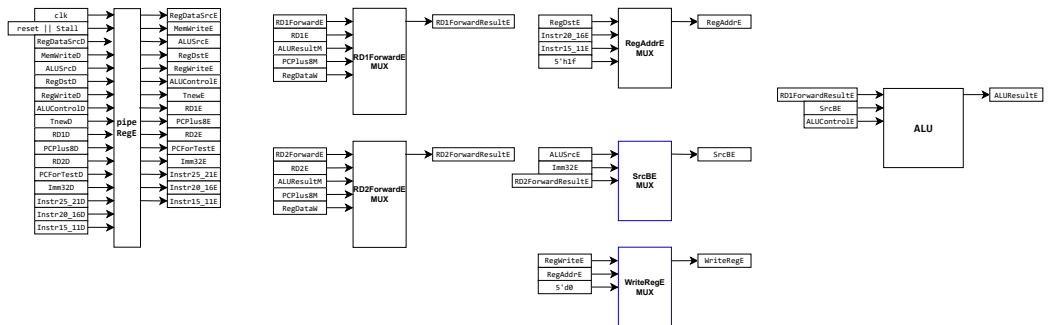 clk
reset || Stall
RegDataSrcD
MemWriteD
ALUSrcD
RegDstD
RegWriteD
ALUControlD
TnewD
RD1D
PCPlus8D
RD2D
PCForTestD
Imm32D
Instr25_21D
Instr20_16D
Instr15_11D
pipe
RegE
RegDataSrcE
MemWriteE
ALUSrcE
RegDstE
RegWriteE
ALUControlE
TnewE
RD1E
PCPlus8E
RD2E
PCForTestE
Imm32E
Instr25_21E
Instr20_16E
Instr15_11E
RD1ForwardE
RD1E
ALUResultM
PCPlus8M
RegDataW
RD1ForwardE
MUX
RD1ForwardResultE
RD2ForwardE
RD2E
ALUResultM
PCPlus8M
RegDataW
RD2ForwardE
MUX
RD2ForwardResultE
RegDstE
Instr20_16E
Instr15_11E
5'h1f
RegAddrE
MUX
RegAddrE
ALUSrcE
Imm32E
RD2ForwardResultE
SrcBE
MUX
SrcBE
RegWriteE
RegAddrE
5'd0
WriteRegE
MUX
WriteRegE
RD1ForwardResultE
SrcBE
ALUControlE
ALU
ALUResultE